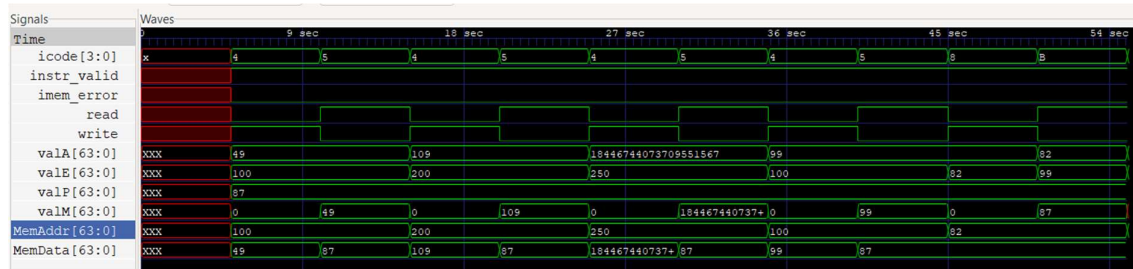 Signals Waves
Time 0 9 sec 18 sec 27 sec 36 sec 45 sec 54 sec
icode[3:0] x 4 5 4 5 4 5 4 5 8 B
instr_valid
imem_error
read
write
valA[63:0] XXX 49 109 18446744073709551567 99 82
valE[63:0] XXX 100 200 250 100 82 99
valP[63:0] XXX 87
valM[63:0] XXX 0 49 0 109 0 184467440737+ 0 99 0 87
MemAddr[63:0] XXX 100 200 250 100 82
MemData[63:0] XXX 49 87 109 87 184467440737+ 87 99 87